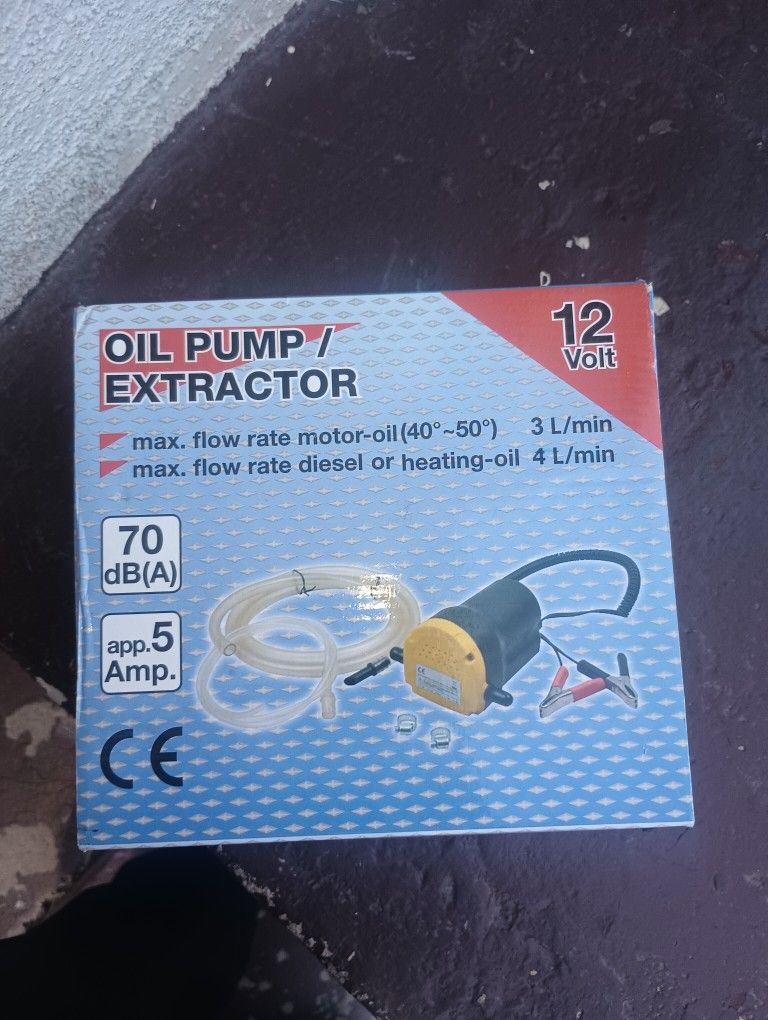 OIL PUMP /
EXTRACTOR
12
Volt
max. flow rate motor-oil (40°~50°) 3 L/min
max. flow rate diesel or heating-oil 4 L/min
70
dB(A)
app.5
Amp.
CE